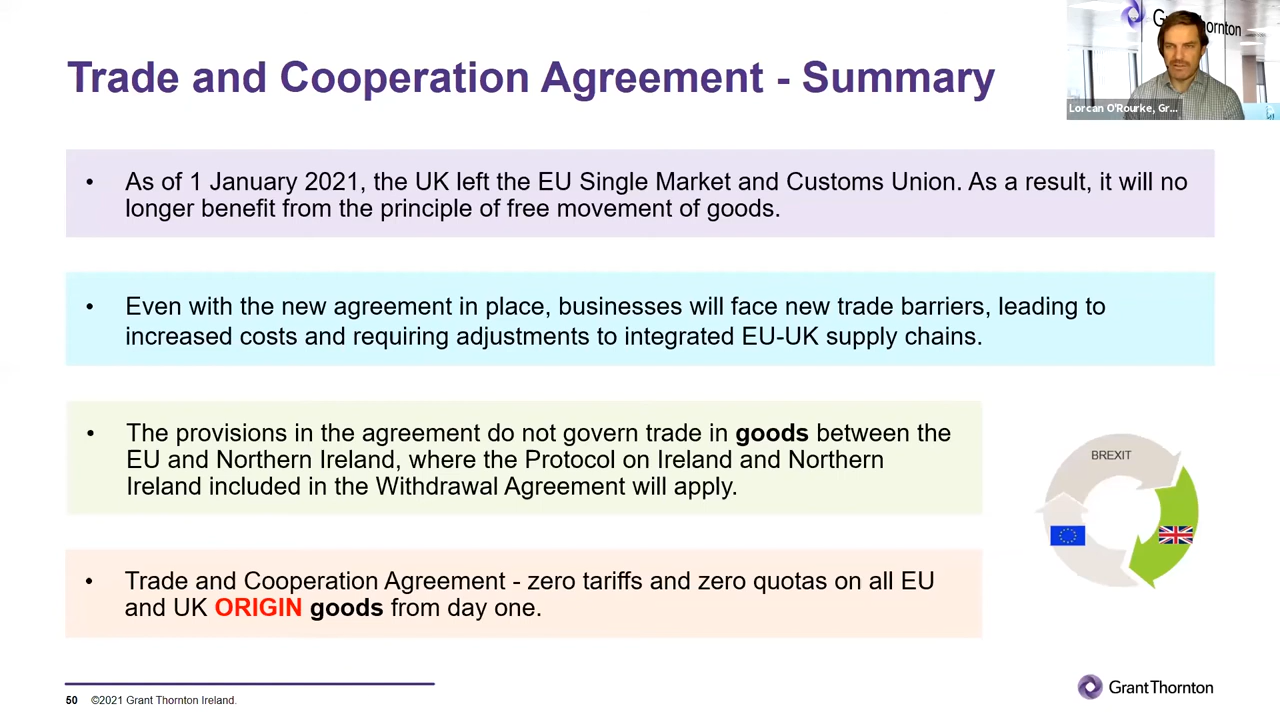 Trade and Cooperation Agreement - Summary
Grant Thornton
Lorcan O'Rourke, Gr...
• As of 1 January 2021, the UK left the EU Single Market and Customs Union. As a result, it will no
longer benefit from the principle of free movement of goods.
• Even with the new agreement in place, businesses will face new trade barriers, leading to
increased costs and requiring adjustments to integrated EU-UK supply chains.
• The provisions in the agreement do not govern trade in goods between the
EU and Northern Ireland, where the Protocol on Ireland and Northern
Ireland included in the Withdrawal Agreement will apply.
BREXIT
• Trade and Cooperation Agreement - zero tariffs and zero quotas on all EU
and UK ORIGIN goods from day one.
50 ©2021 Grant Thornton Ireland.
GrantThornton